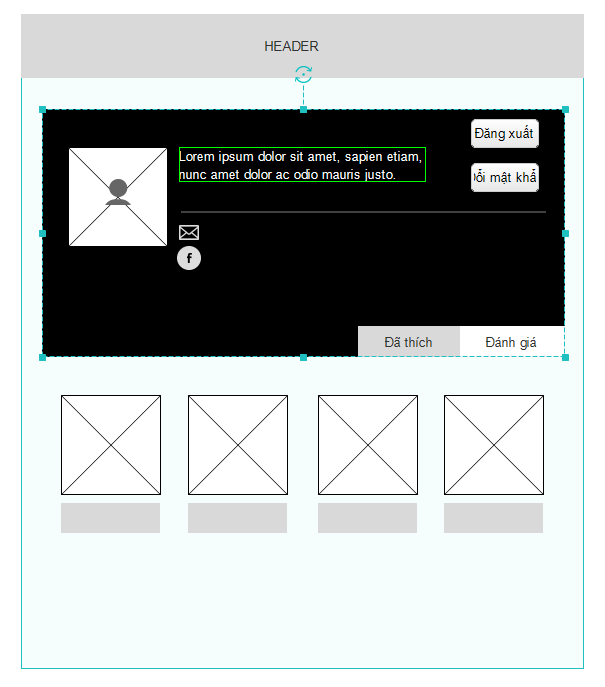 HEADER
Đăng xuất
Lorem ipsum dolor sit amet, sapien etiam,
nunc amet dolor ac odio mauris justo.
ổi mật khẩ
f
Đã thích
Đánh giá